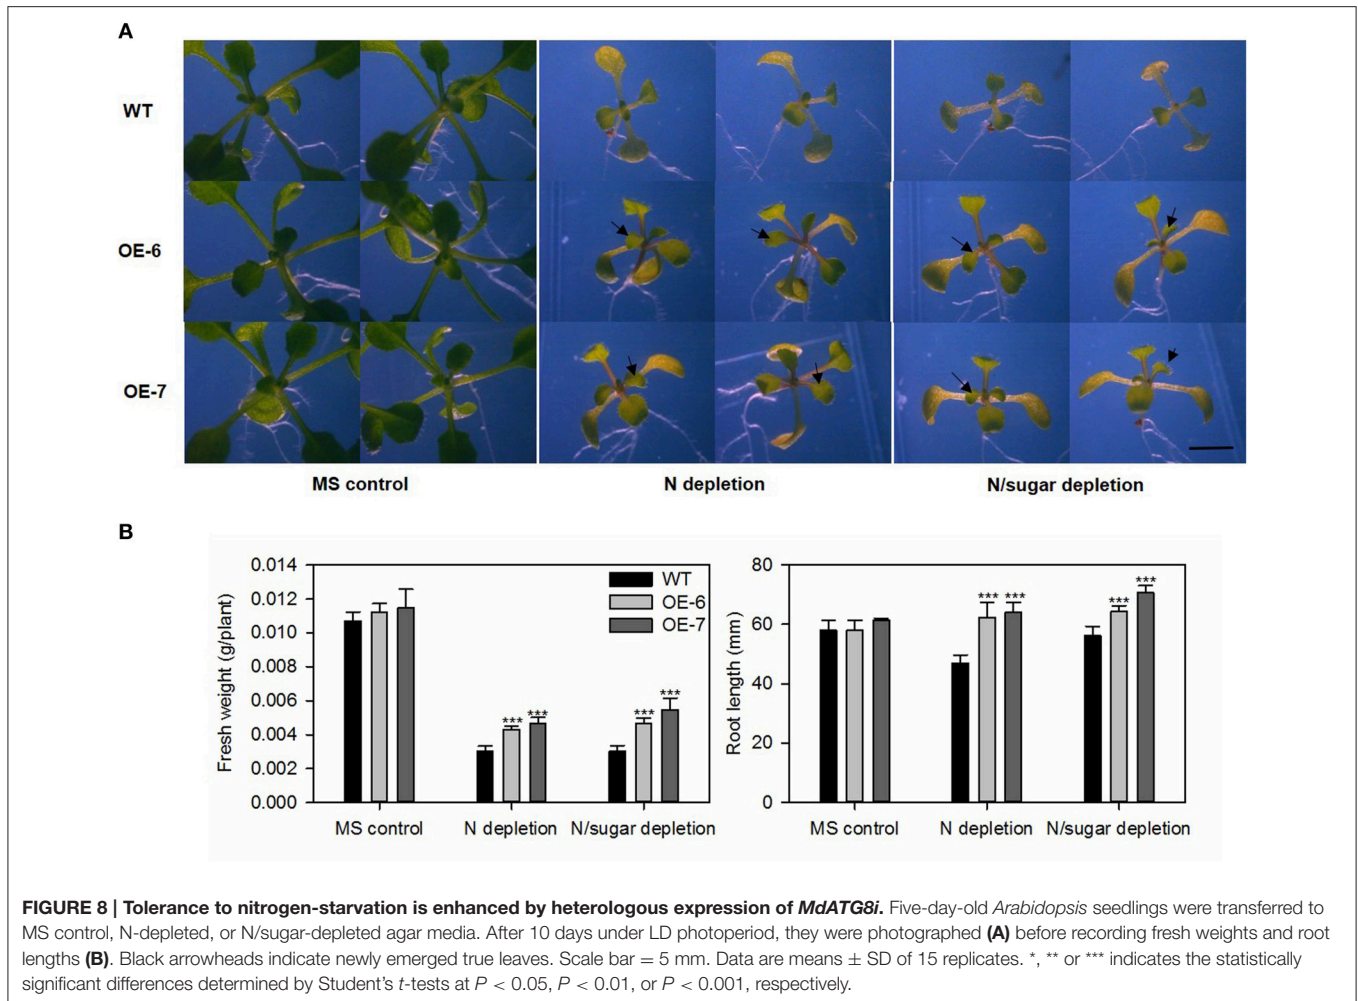 A
WT
OE-6
OE-7
MS control
N depletion
N/sugar depletion
B
Fresh weight (g/plant)
0.014
0.012
0.010
0.008
0.006
0.004
0.002
0.000
WT
OE-6
OE-7
*** ***
*** ***
MS control
N depletion
N/sugar depletion
Root length (mm)
80
60
40
20
0
*** ***
*** ***
MS control
N depletion
N/sugar depletion
FIGURE 8 | Tolerance to nitrogen-starvation is enhanced by heterologous expression of MdATG8i. Five-day-old Arabidopsis seedlings were transferred to
MS control, N-depleted, or N/sugar-depleted agar media. After 10 days under LD photoperiod, they were photographed (A) before recording fresh weights and root
lengths (B). Black arrowheads indicate newly emerged true leaves. Scale bar = 5 mm. Data are means ± SD of 15 replicates. *, ** or *** indicates the statistically
significant differences determined by Student's t-tests at P < 0.05, P < 0.01, or P < 0.001, respectively.